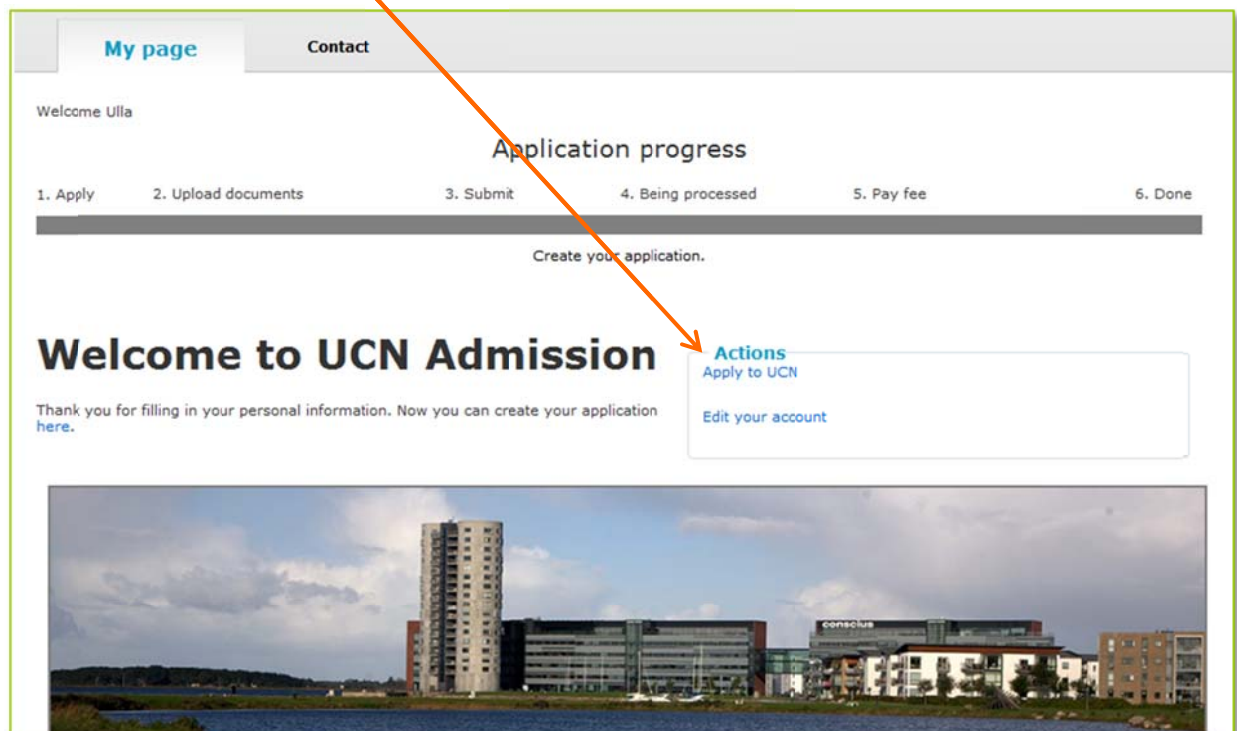 My page Contact
Welcome Ulla
Application progress
1. Apply 2. Upload documents 3. Submit 4. Being processed 5. Pay fee 6. Done
Create your application.
Welcome to UCN Admission
Thank you for filling in your personal information. Now you can create your application
here.
Actions
Apply to UCN
Edit your account
conscius